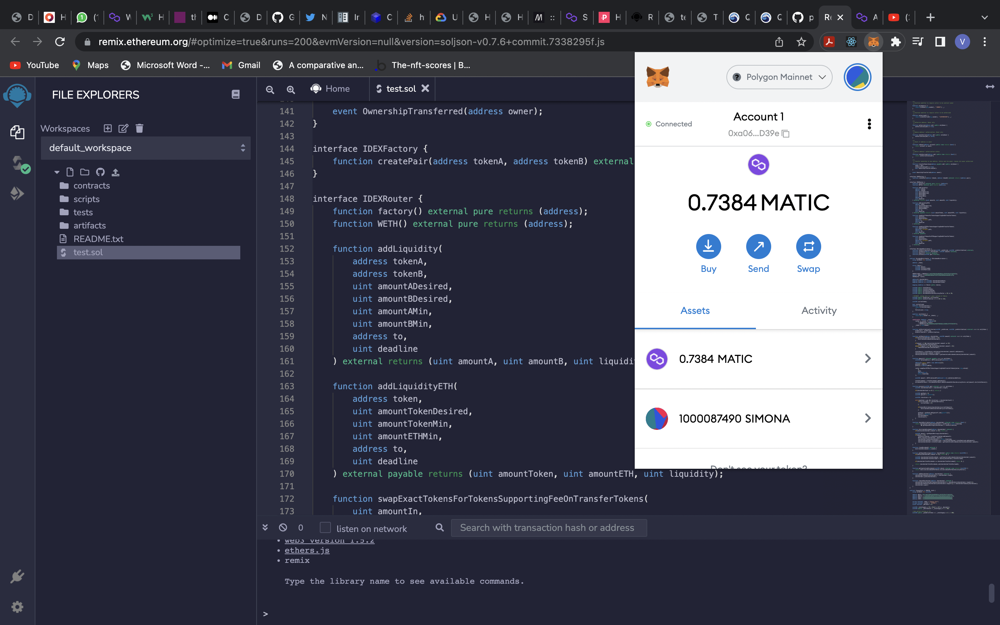 D
H
(1
W
H
tl
C
D
G
N
Ir
C
h
U
H
H
::
S
H
R
te
T
Q
Q
p
Re
A
(2
remix.ethereum.org/#optimize=true&runs=200&evmVersion=null&version=soljson-v0.7.6+commit.7338295f.js
V
YouTube
Maps
Microsoft Word -...
Gmail
A comparative an...
The-nft-scores | B...
FILE EXPLORERS
Workspaces
default_workspace
contracts
scripts
tests
artifacts
README.txt
test.sol
Home
test.sol
141 event OwnershipTransferred(address owner);
142 }
143
144 interface IDEXFactory {
145 function createPair(address tokenA, address tokenB) external
146 }
147
148 interface IDEXRouter {
149 function factory() external pure returns (address);
150 function WETH() external pure returns (address);
151
152 function addLiquidity(
153 address tokenA,
154 address tokenB,
155 uint amountADesired,
156 uint amountBDesired,
157 uint amountAMin,
158 uint amountBMin,
159 address to,
160 uint deadline
161 ) external returns (uint amountA, uint amountB, uint liquidi
162
163 function addLiquidityETH(
164 address token,
165 uint amountTokenDesired,
166 uint amountTokenMin,
167 uint amountETHMin,
168 address to,
169 uint deadline
170 ) external payable returns (uint amountToken, uint amountETH, uint liquidity);
171
172 function swapExactTokensForTokensSupportingFeeOnTransferTokens(
173 uint amountIn,
Polygon Mainnet
Connected
Account 1
0xa06...D39e
0.7384 MATIC
Buy
Send
Swap
Assets
Activity
0.7384 MATIC
1000087490 SIMONA
Don't see your token?
0
listen on network
Search with transaction hash or address
web3 version 1.5.2
ethers.js
remix
Type the library name to see available commands.
>